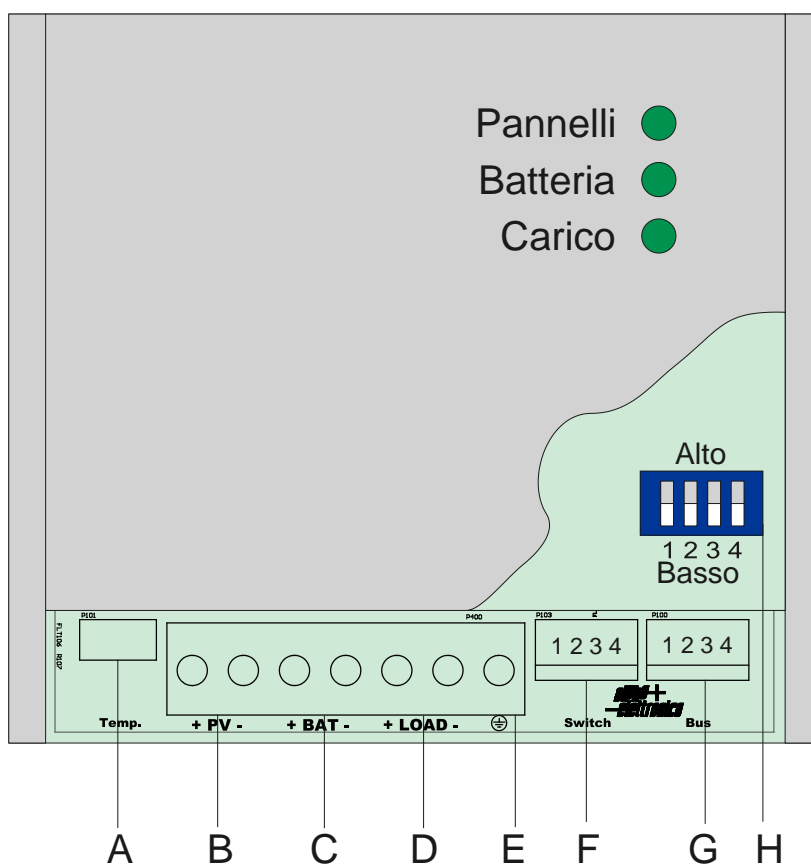 Pannelli
Batteria
Carico
Alto
1 2 3 4
Basso
P101
P400
P103
P100
1 2 3 4
1 2 3 4
Temp.
+ PV -
+ BAT -
+ LOAD -
Switch
Bus
A
B
C
D
E
F
G
H